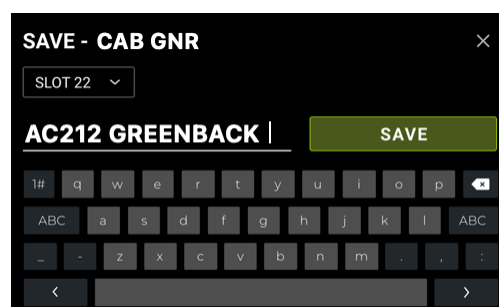 SAVE - CAB GNR ×
SLOT 22
AC212 GREENBACK
SAVE
1# q w e r t y u i o p
ABC a s d f g h j k l ABC
_ - z x c v b n m . , :
< >